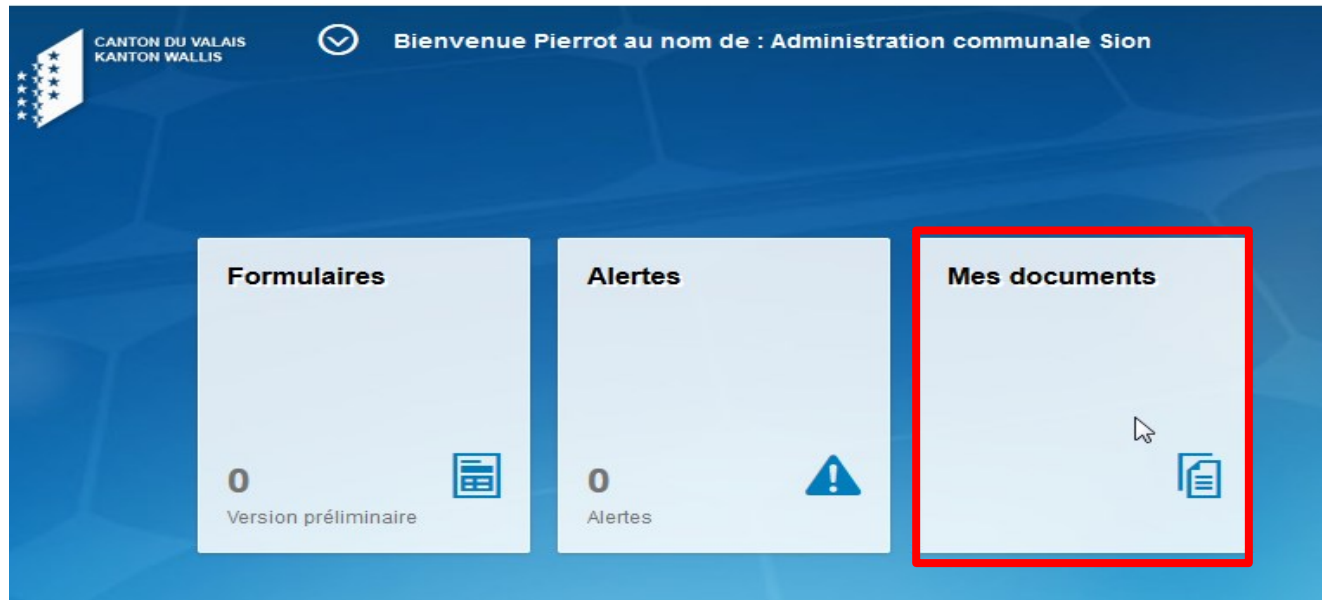 CANTON DU VALAIS
KANTON WALLIS
Bienvenue Pierrot au nom de : Administration communale Sion
Formulaires
0
Version préliminaire
Alertes
0
Alertes
Mes documents